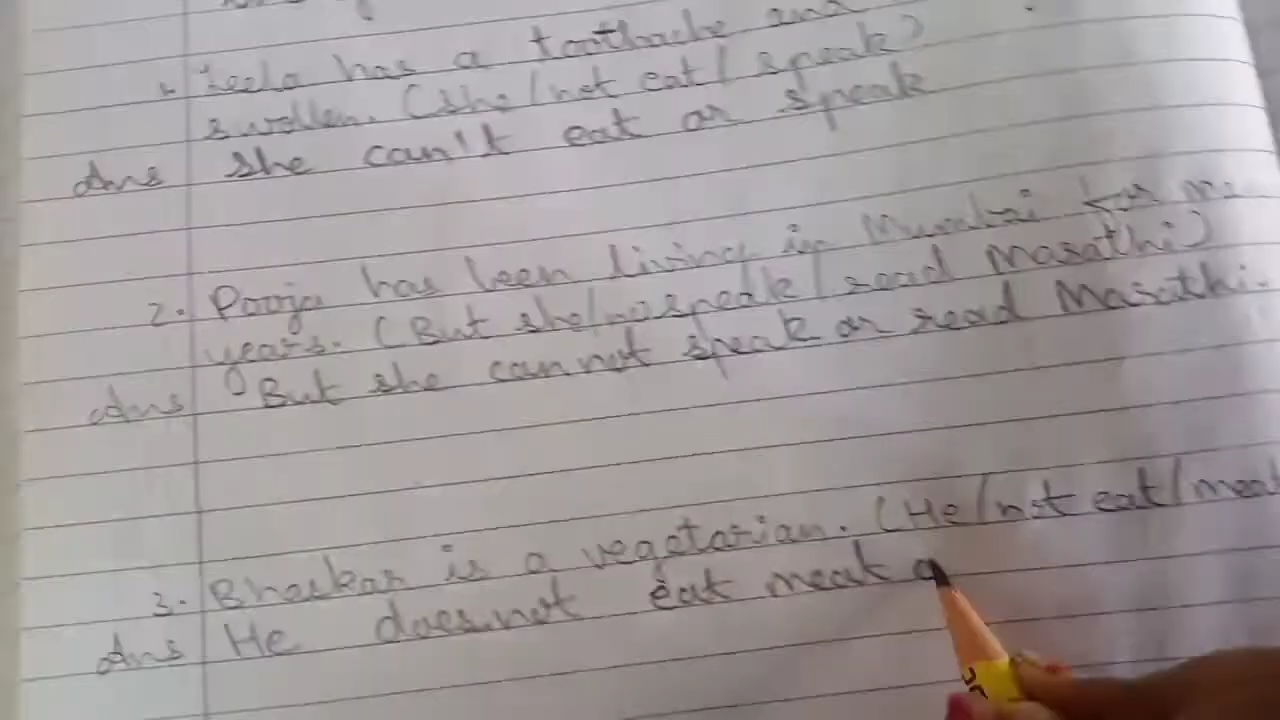 1. Leela has a toothache and
swollen. (she/not eat/speak)
Ans she can't eat or speak
2. Pooja has been living in Mumbai for
years. (But she/no speak/read Marathi)
Ans But she cannot speak or read Marathi.
3. Bhaskar is a vegetarian. (He/not eat/meat
Ans He does not eat meat